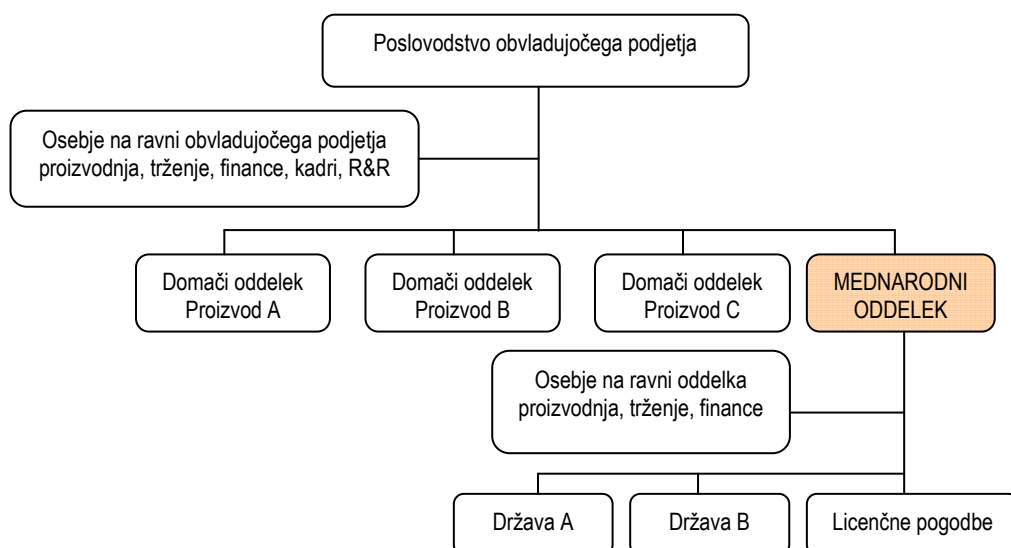 Poslovodstvo obvladujočega podjetja
Osebje na ravni obvladujočega podjetja
proizvodnja, trženje, finance, kadri, R&R
Domači oddelek
Proizvod A
Domači oddelek
Proizvod B
Domači oddelek
Proizvod C
MEDNARODNI
ODDELEK
Osebje na ravni oddelka
proizvodnja, trženje, finance
Država A
Država B
Licenčne pogodbe